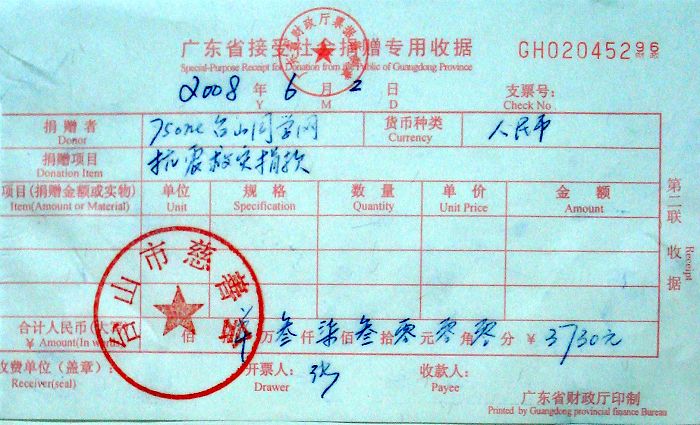 广东省接受社会捐赠专用收据 GH02045296
Special-Purpose Receipt for Donation from the Public of Guangdong Province
2008 年 6 月 2 日 支票号:
Y M D Check No
捐赠者 75one台山同学网 货币种类 人民币
Donor Currency
捐赠项目 抗震救灾捐款
Donation Item
项目(捐赠金额或实物) 单位 规格 数量 单价 金额
Item(Amount or Material) Unit Specification Quantity Unit Price Amount
第二联 收据 Receipt
台山市慈善会
合计人民币(大写 佰 万叁仟柒佰叁拾零元零角零分 ¥ 3730元
¥ Amount(In words
收费单位(盖章): 开票人: 收款人:
Receiver(seal) Drawer Payee
广东省财政厅印制
Printed by Guangdong provincial finance Bureau